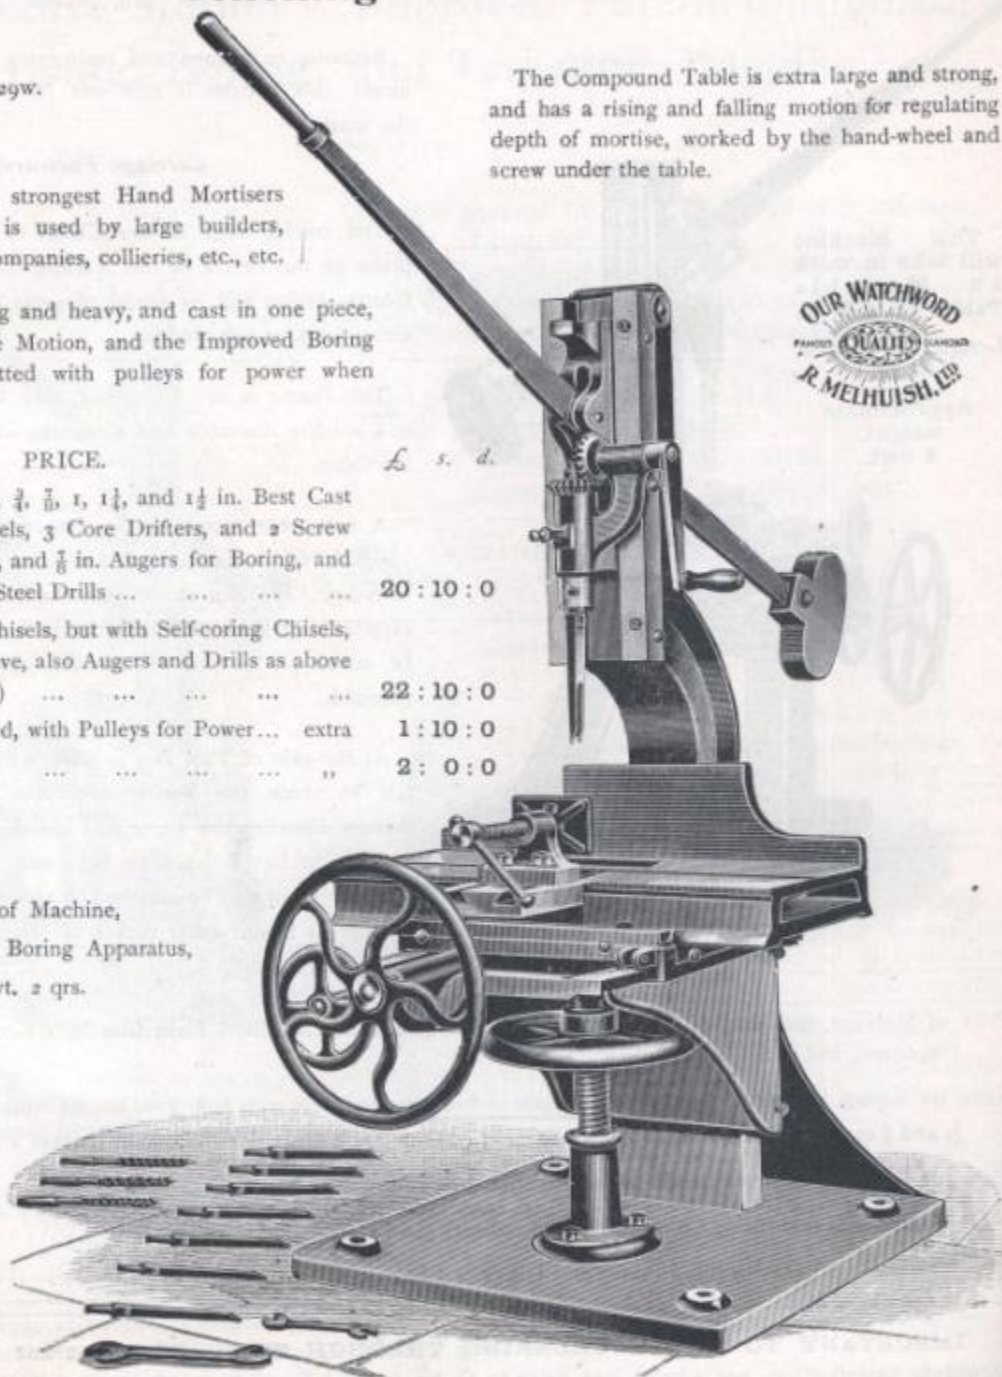 29w.
strongest Hand Mortisers
is used by large builders,
companies, collieries, etc., etc.
and heavy, and cast in one piece,
Motion, and the Improved Boring
with pulleys for power when
The Compound Table is extra large and strong,
and has a rising and falling motion for regulating
depth of mortise, worked by the hand-wheel and
screw under the table.
OUR WATCHWORD
FAMOUS QUALITY DIAMOND
R. MELHUISH, LTD
PRICE. £ s. d.
¾, ⅞, 1, 1¼, and 1½ in. Best Cast
3 Core Drifters, and 2 Screw
and ⅞ in. Augers for Boring, and
Steel Drills ... ... ... ... 20 : 10 : 0
Chisels, but with Self-coring Chisels,
also Augers and Drills as above
... ... ... ... ... 22 : 10 : 0
with Pulleys for Power... extra 1 : 10 : 0
... ... ... ... ,, 2 : 0 : 0
of Machine,
Boring Apparatus,
2 qrs.